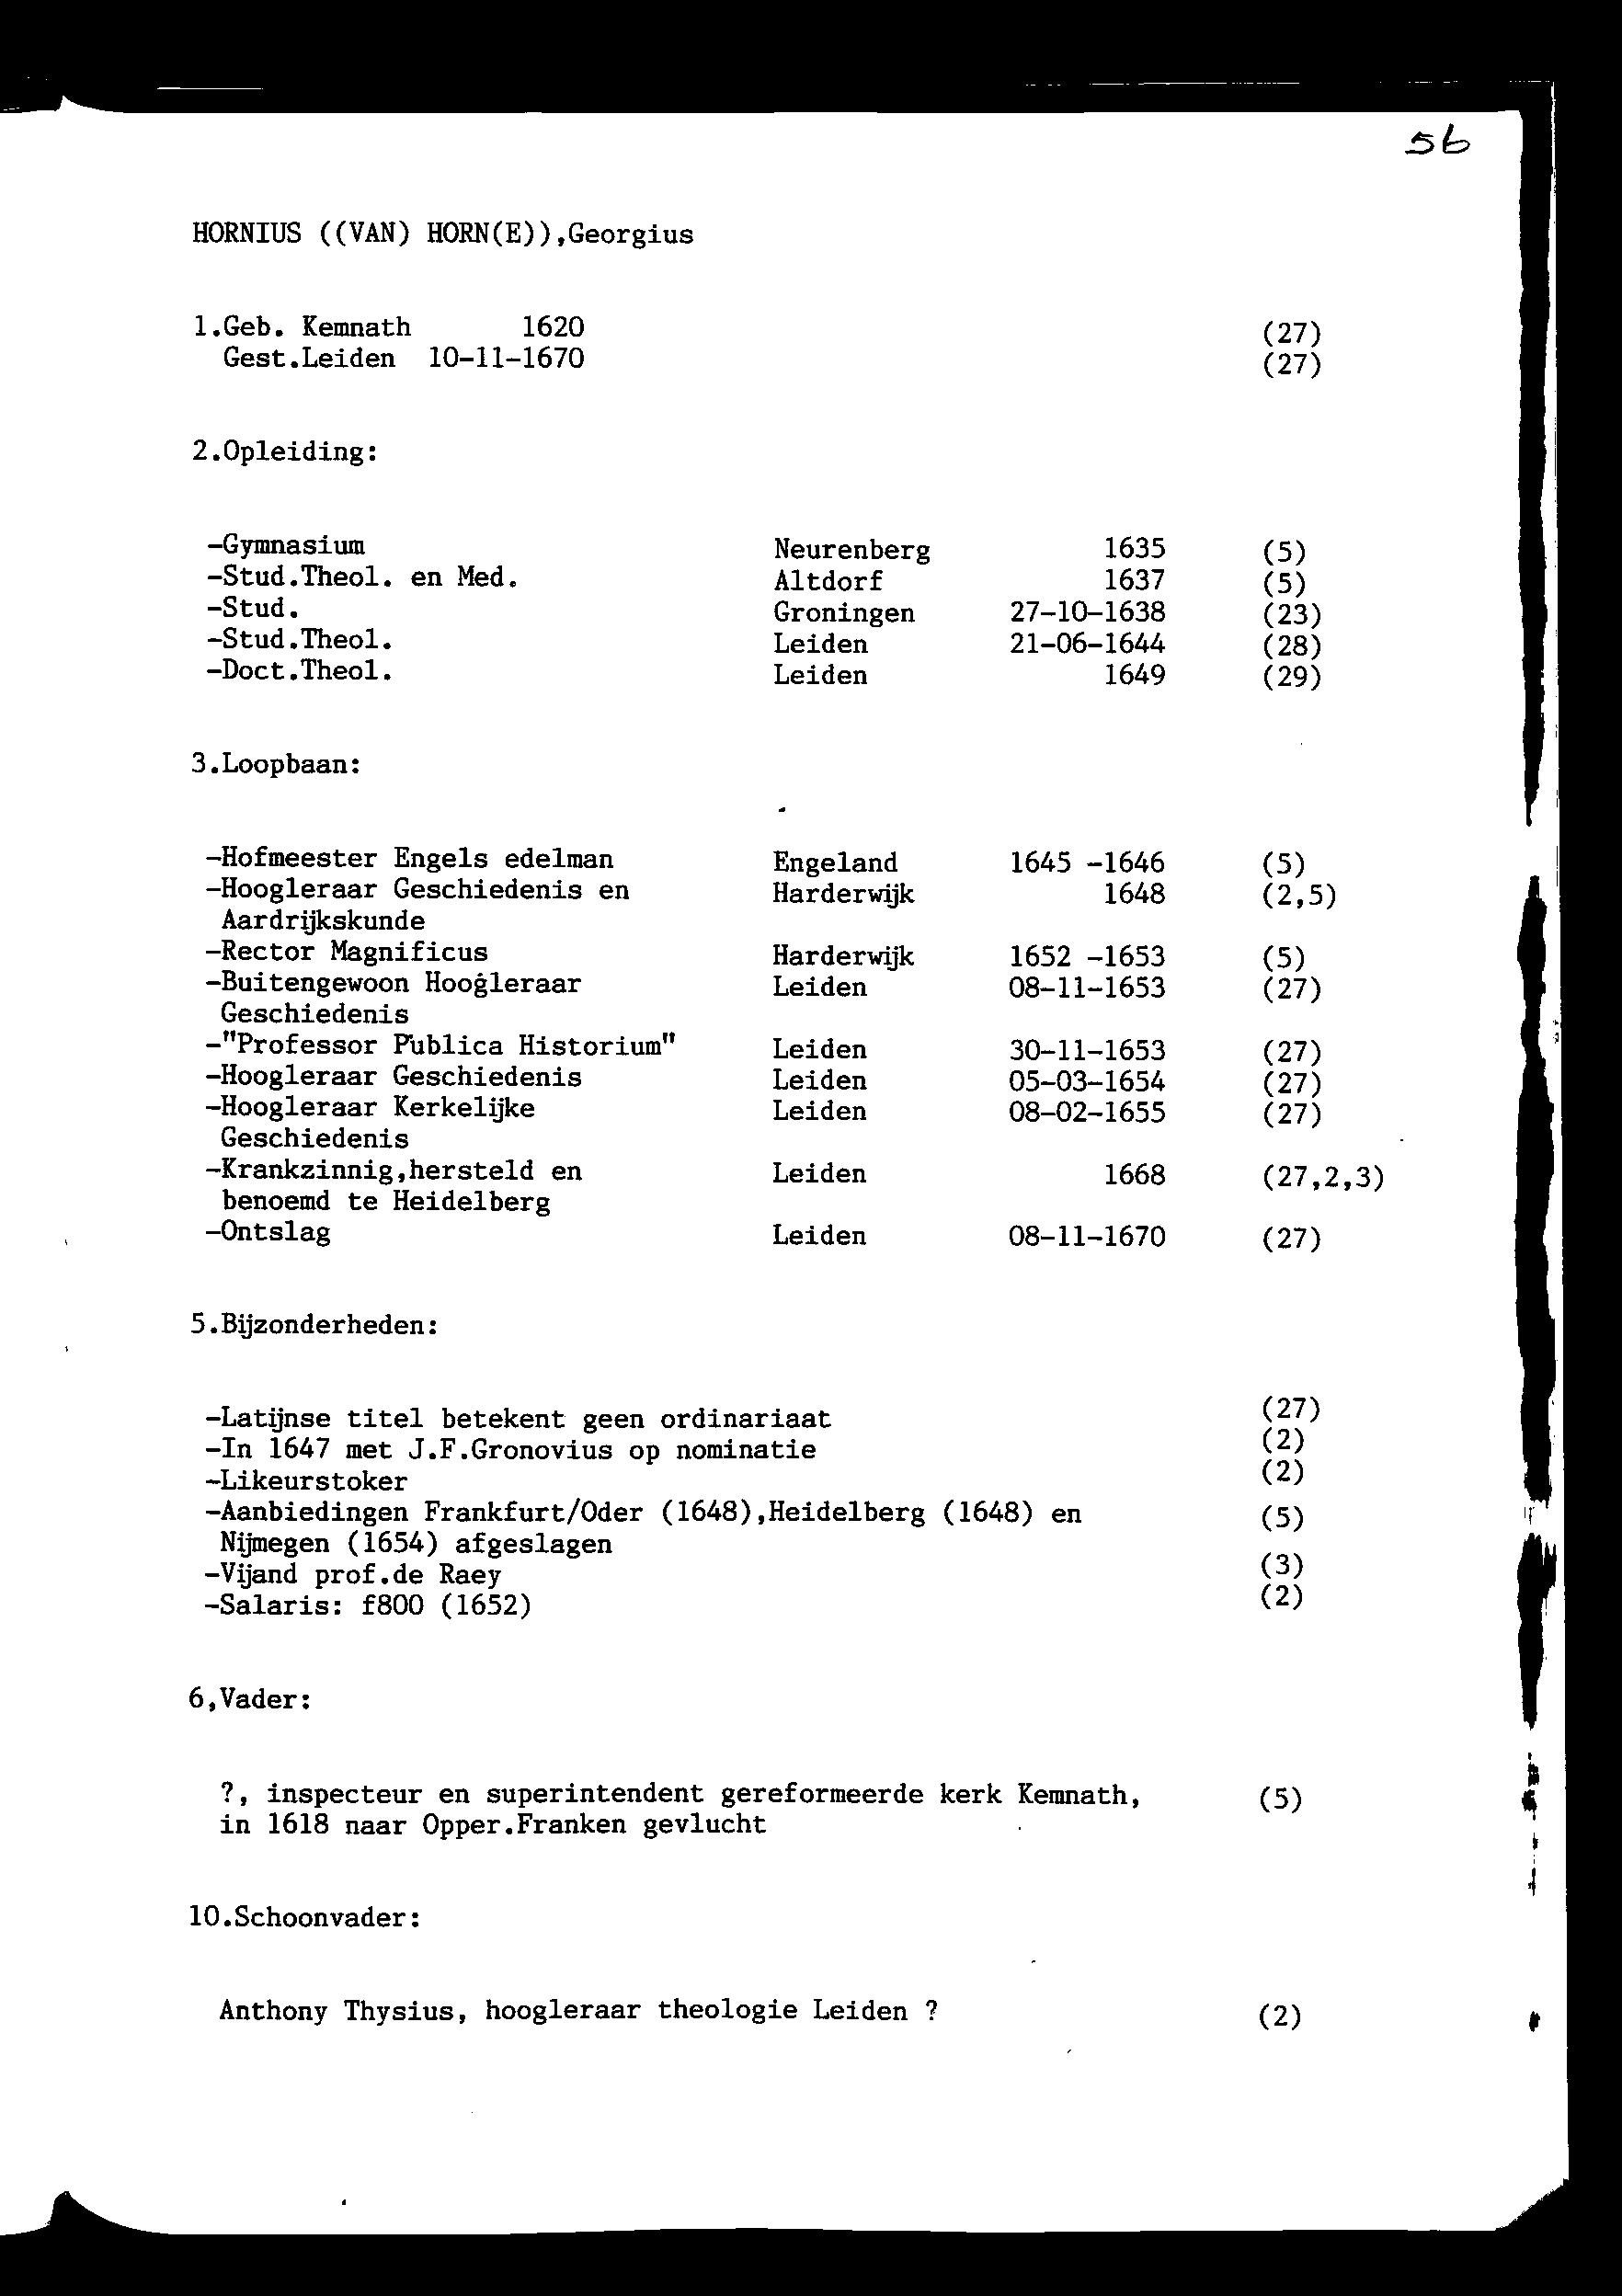 56
HORNIUS ((VAN) HORN(E)),Georgius
1.Geb. Kemnath 1620 (27)
Gest.Leiden 10-11-1670 (27)
2.Opleiding:
-Gymnasium Neurenberg 1635 (5)
-Stud.Theol. en Med. Altdorf 1637 (5)
-Stud. Groningen 27-10-1638 (23)
-Stud.Theol. Leiden 21-06-1644 (28)
-Doct.Theol. Leiden 1649 (29)
3.Loopbaan:
-Hofmeester Engels edelman Engeland 1645 -1646 (5)
-Hoogleraar Geschiedenis en Harderwijk 1648 (2,5)
Aardrijkskunde
-Rector Magnificus Harderwijk 1652 -1653 (5)
-Buitengewoon Hoogleraar Leiden 08-11-1653 (27)
Geschiedenis
-"Professor Publica Historium" Leiden 30-11-1653 (27)
-Hoogleraar Geschiedenis Leiden 05-03-1654 (27)
-Hoogleraar Kerkelijke Leiden 08-02-1655 (27)
Geschiedenis
-Krankzinnig,hersteld en Leiden 1668 (27,2,3)
benoemd te Heidelberg
-Ontslag Leiden 08-11-1670 (27)
5.Bijzonderheden:
-Latijnse titel betekent geen ordinariaat (27)
-In 1647 met J.F.Gronovius op nominatie (2)
-Likeurstoker (2)
-Aanbiedingen Frankfurt/Oder (1648),Heidelberg (1648) en (5)
Nijmegen (1654) afgeslagen
-Vijand prof.de Raey (3)
-Salaris: f800 (1652) (2)
6,Vader:
?, inspecteur en superintendent gereformeerde kerk Kemnath, (5)
in 1618 naar Opper.Franken gevlucht
10.Schoonvader:
Anthony Thysius, hoogleraar theologie Leiden ? (2)